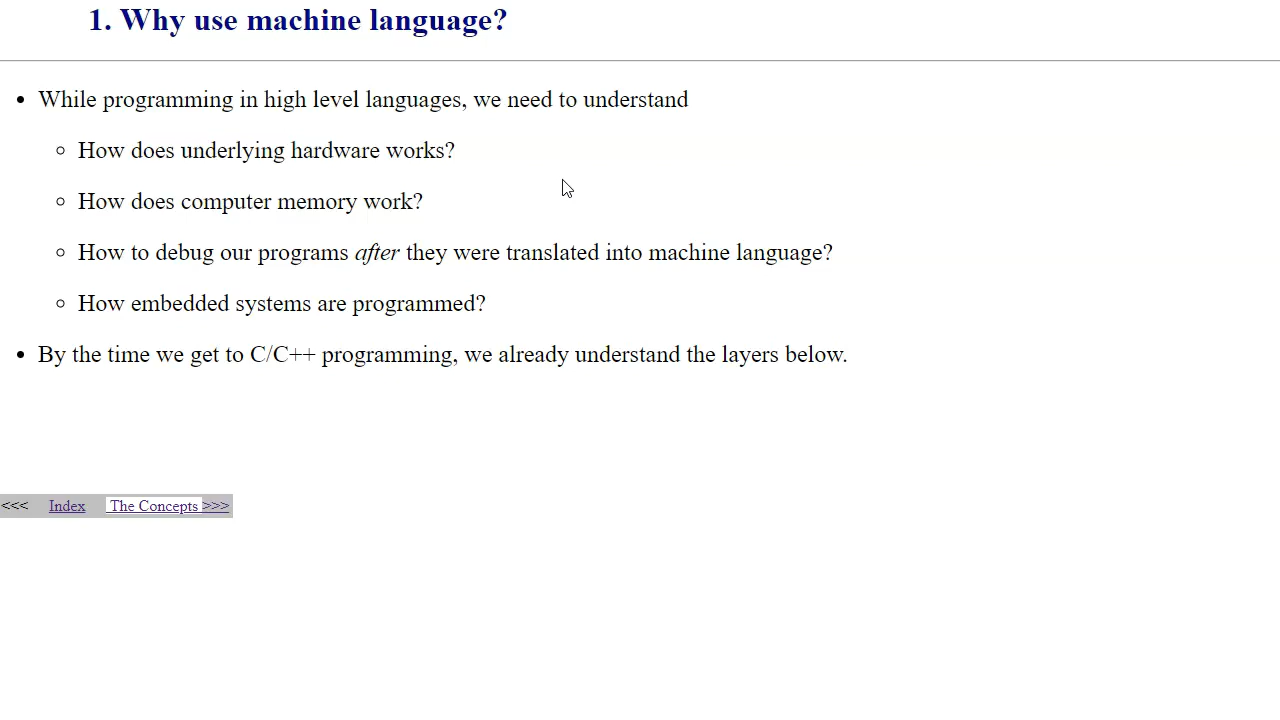 1. Why use machine language?
While programming in high level languages, we need to understand
How does underlying hardware works?
How does computer memory work?
How to debug our programs after they were translated into machine language?
How embedded systems are programmed?
By the time we get to C/C++ programming, we already understand the layers below.
<<< Index The Concepts >>>